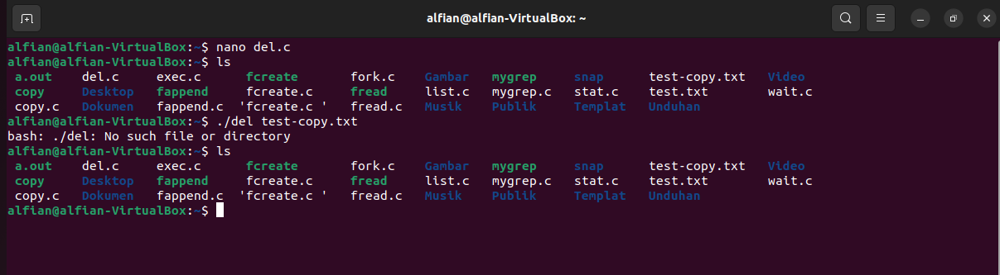 alfian@alfian-VirtualBox: ~
alfian@alfian-VirtualBox:~$ nano del.c
alfian@alfian-VirtualBox:~$ ls
a.out del.c exec.c fcreate fork.c Gambar mygrep snap test-copy.txt Video
copy Desktop fappend fcreate.c fread list.c mygrep.c stat.c test.txt wait.c
copy.c Dokumen fappend.c 'fcreate.c ' fread.c Musik Publik Templat Unduhan
alfian@alfian-VirtualBox:~$ ./del test-copy.txt
bash: ./del: No such file or directory
alfian@alfian-VirtualBox:~$ ls
a.out del.c exec.c fcreate fork.c Gambar mygrep snap test-copy.txt Video
copy Desktop fappend fcreate.c fread list.c mygrep.c stat.c test.txt wait.c
copy.c Dokumen fappend.c 'fcreate.c ' fread.c Musik Publik Templat Unduhan
alfian@alfian-VirtualBox:~$